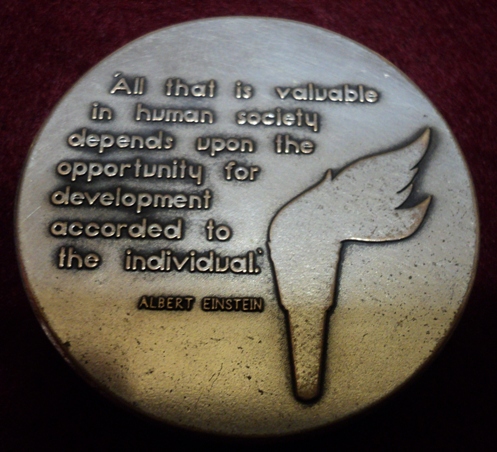 'All that is valuable
in human society
depends upon the
opportunity for
development
accorded to
the individual.'
ALBERT EINSTEIN